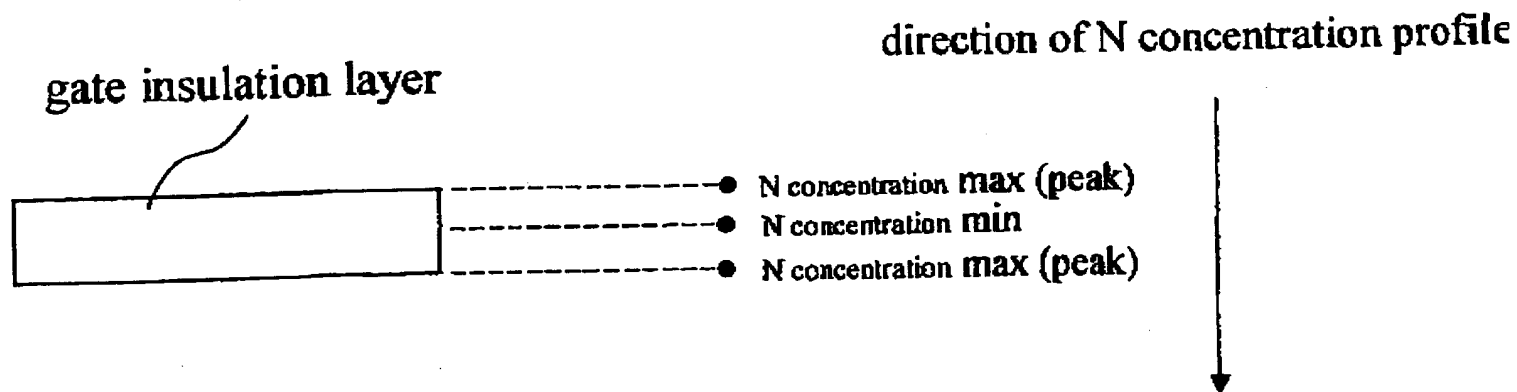 direction of N concentration profile
gate insulation layer
N concentration max (peak)
N concentration min
N concentration max (peak)